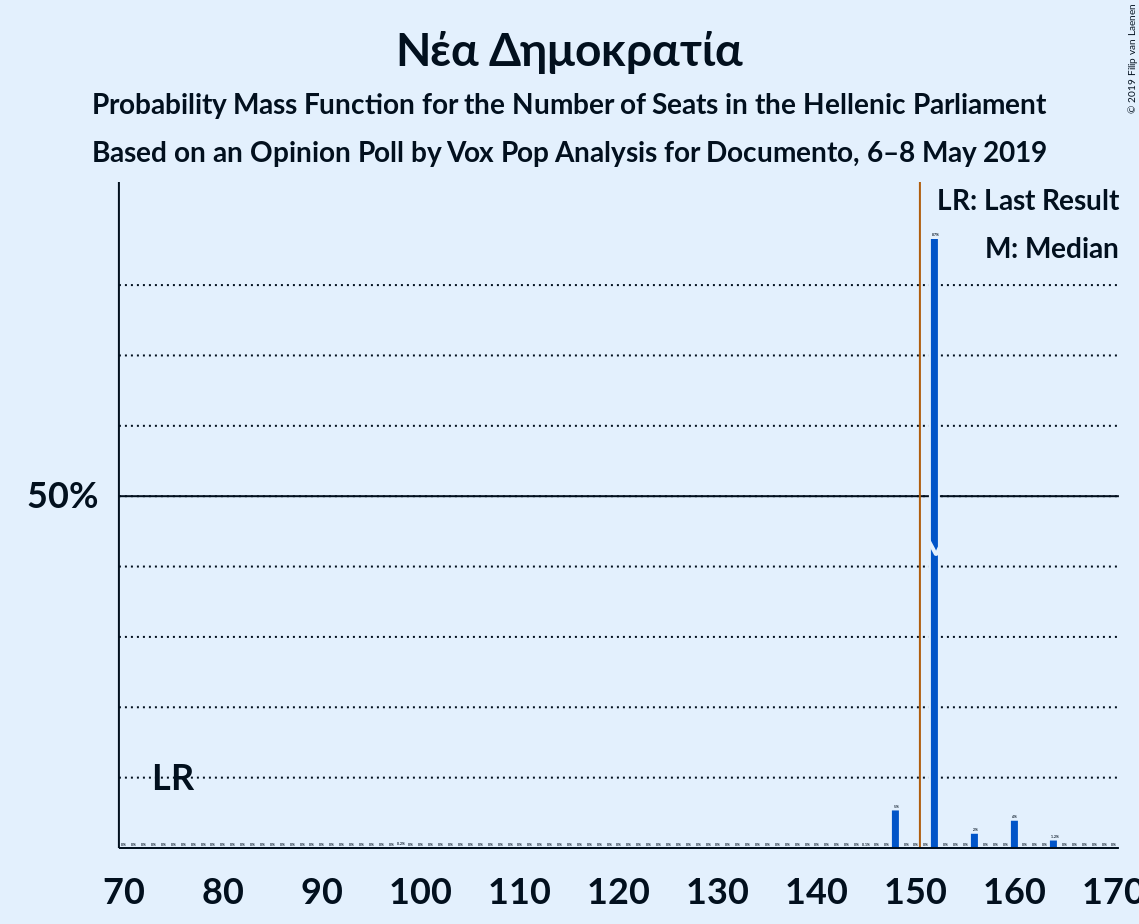 © 2019 Filip van Laenen
Νέα Δημοκρατία
Probability Mass Function for the Number of Seats in the Hellenic Parliament
Based on an Opinion Poll by Vox Pop Analysis for Documento, 6–8 May 2019
LR: Last Result
M: Median
50%
LR
70 80 90 100 110 120 130 140 150 160 170